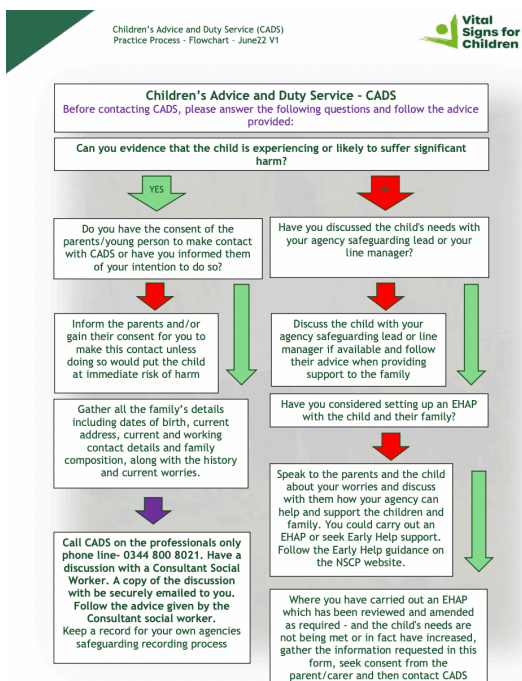 Children's Advice and Duty Service (CADS)
Practice Process - Flowchart - June22 V1
Vital
Signs for
Children
Children's Advice and Duty Service - CADS
Before contacting CADS, please answer the following questions and follow the advice
provided:
Can you evidence that the child is experiencing or likely to suffer significant
harm?
YES
No
Do you have the consent of the
parents/young person to make contact
with CADS or have you informed them
of your intention to do so?
Inform the parents and/or
gain their consent for you to
make this contact unless
doing so would put the child
at immediate risk of harm
Gather all the family's details
including dates of birth, current
address, current and working
contact details and family
composition, along with the history
and current worries.
Call CADS on the professionals only
phone line- 0344 800 8021. Have a
discussion with a Consultant Social
Worker. A copy of the discussion
with be securely emailed to you.
Follow the advice given by the
Consultant social worker.
Keep a record for your own agencies
safeguarding recording process
Have you discussed the child's needs with
your agency safeguarding lead or your
line manager?
Discuss the child with your
agency safeguarding lead or line
manager if available and follow
their advice when providing
support to the family
Have you considered setting up an EHAP
with the child and their family?
Speak to the parents and the child
about your worries and discuss
with them how your agency can
help and support the children and
family. You could carry out an
EHAP or seek Early Help support.
Follow the Early Help guidance on
the NSCP website.
Where you have carried out an EHAP
which has been reviewed and amended
as required - and the child's needs are
not being met or in fact have increased,
gather the information requested in this
form, seek consent from the
parent/carer and then contact CADS